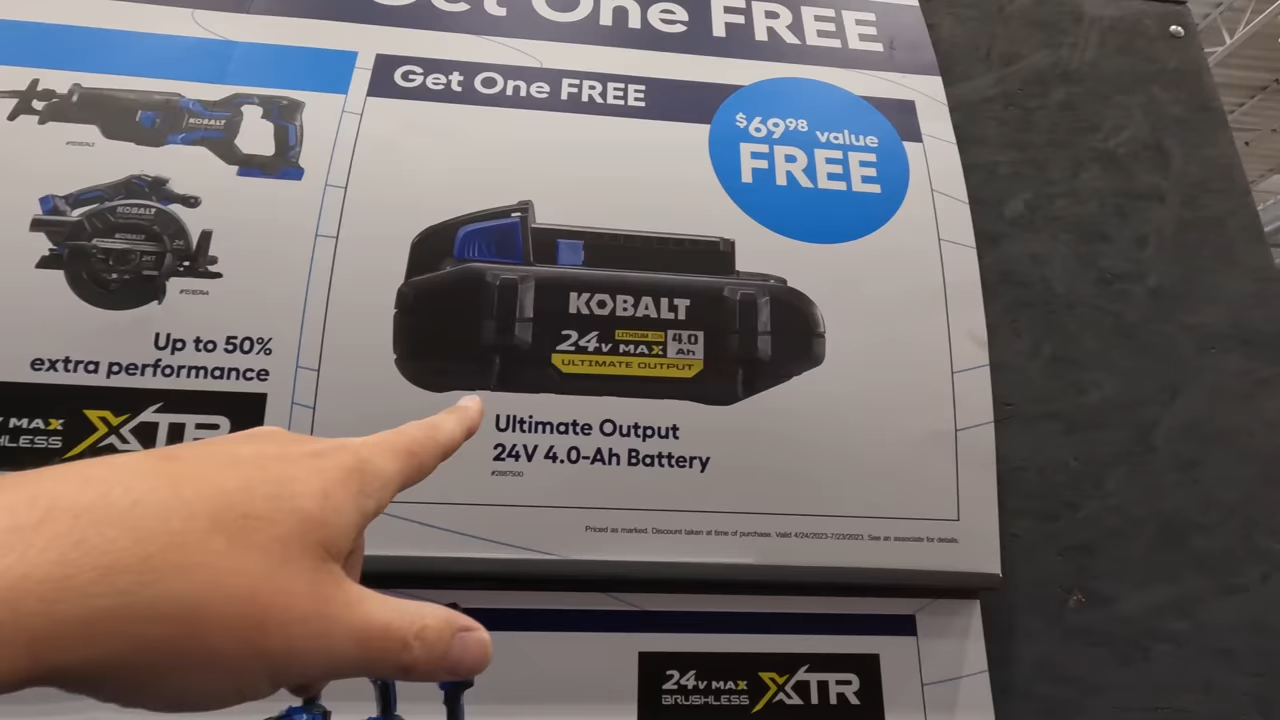 Get One FREE
Get One FREE
$69.98 value
FREE
KOBALT
KOBALT
KOBALT
24V MAX LITHIUM ION 4.0 Ah
ULTIMATE OUTPUT
Up to 50%
extra performance
MAX
XTR
Ultimate Output
24V 4.0-Ah Battery
#2887500
Priced as marked. Discount taken at time of purchase. Valid 4/24/2023-7/23/2023. See an associate for details.
24V MAX
BRUSHLESS
XTR